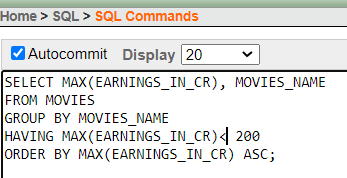 Home > SQL > SQL Commands
Autocommit Display 20
SELECT MAX(EARNINGS_IN_CR), MOVIES_NAME
FROM MOVIES
GROUP BY MOVIES_NAME
HAVING MAX(EARNINGS_IN_CR)< 200
ORDER BY MAX(EARNINGS_IN_CR) ASC;